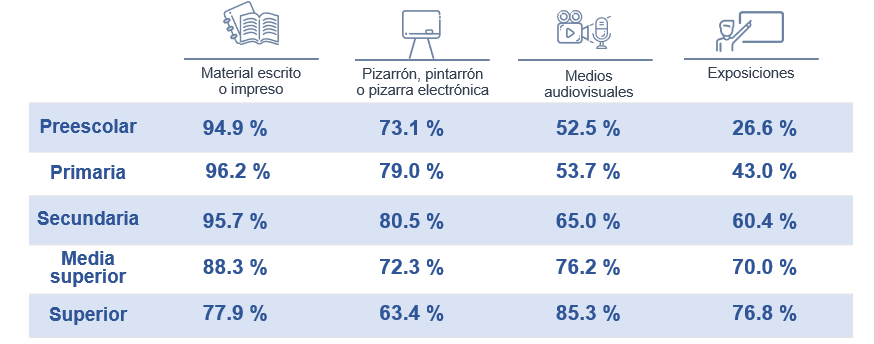 Material escrito
o impreso
Pizarrón, pintarrón
o pizarra electrónica
Medios
audiovisuales
Exposiciones
Preescolar 94.9 % 73.1 % 52.5 % 26.6 %
Primaria 96.2 % 79.0 % 53.7 % 43.0 %
Secundaria 95.7 % 80.5 % 65.0 % 60.4 %
Media
superior 88.3 % 72.3 % 76.2 % 70.0 %
Superior 77.9 % 63.4 % 85.3 % 76.8 %